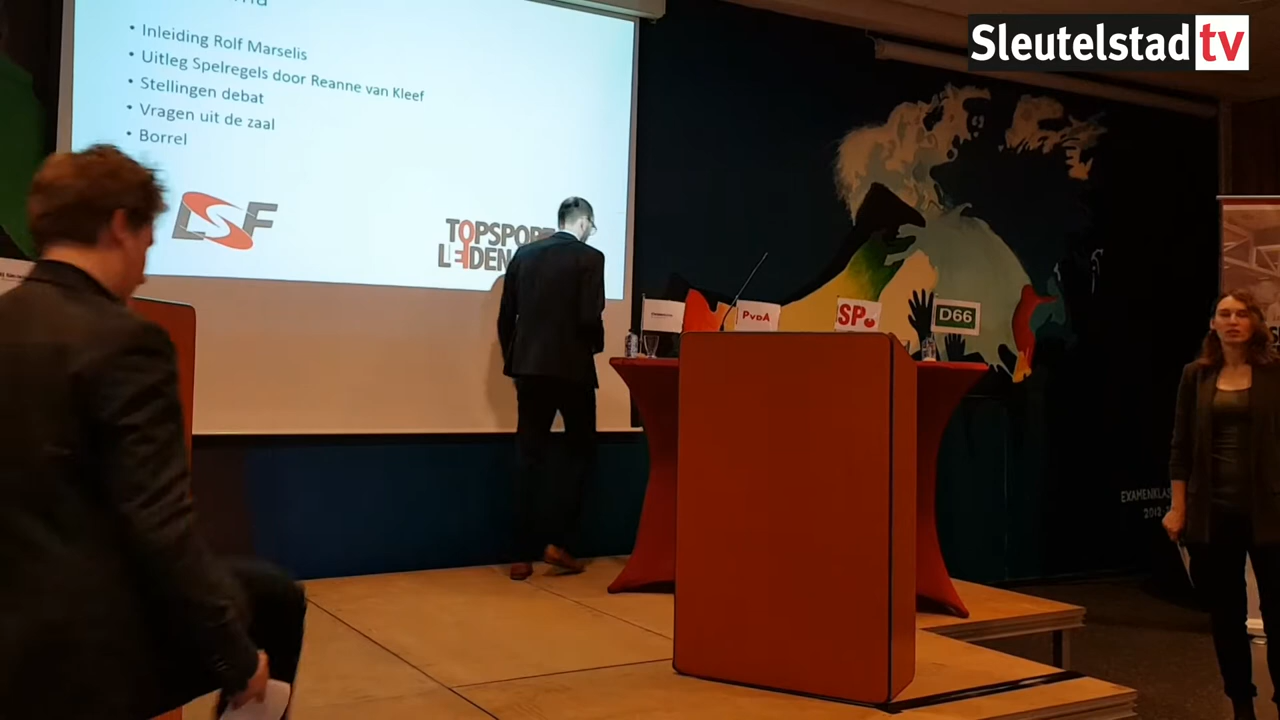 Sleutelstad tv
• Inleiding Rolf Marselis
• Uitleg Spelregels door Reanne van Kleef
• Stellingen debat
• Vragen uit de zaal
• Borrel
LSF
TOPSPORT
LEIDEN
PvdA
SP
D66
EXAMENKLAS